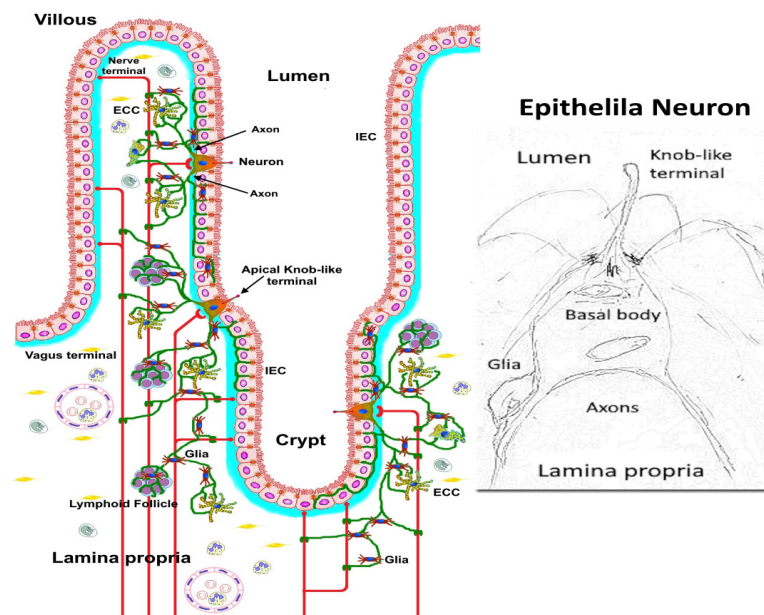 Villous
Nerve
terminal
Lumen
ECC
IEC
Axon
Neuron
Axon
Apical Knob-like
terminal
Vagus terminal
IEC
Crypt
Glia
Lymphoid Follicle
ECC
Lamina propria
Glia
Epithelila Neuron
Lumen
Knob-like
terminal
Basal body
Glia
Axons
Lamina propria